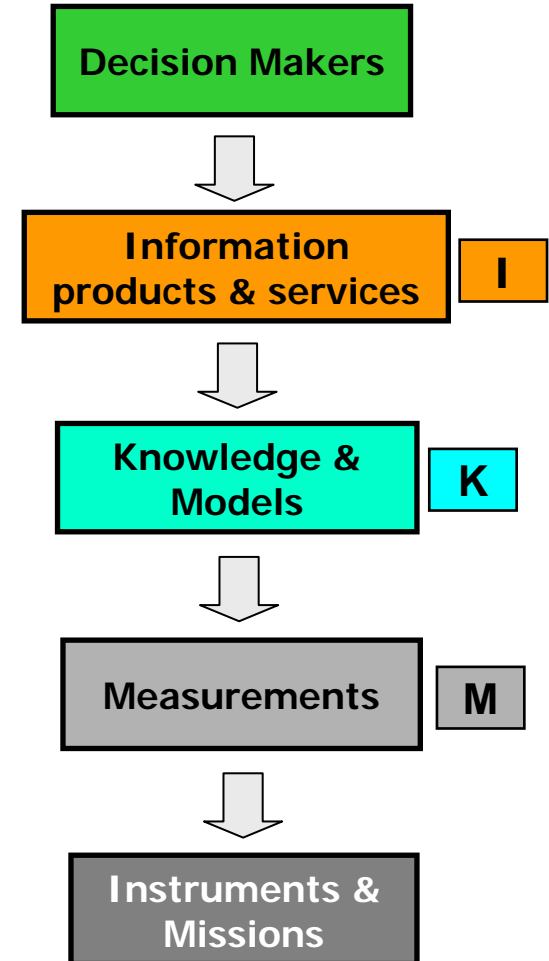 Decision Makers
Information
products & services
I
Knowledge &
Models
K
Measurements
M
Instruments &
Missions